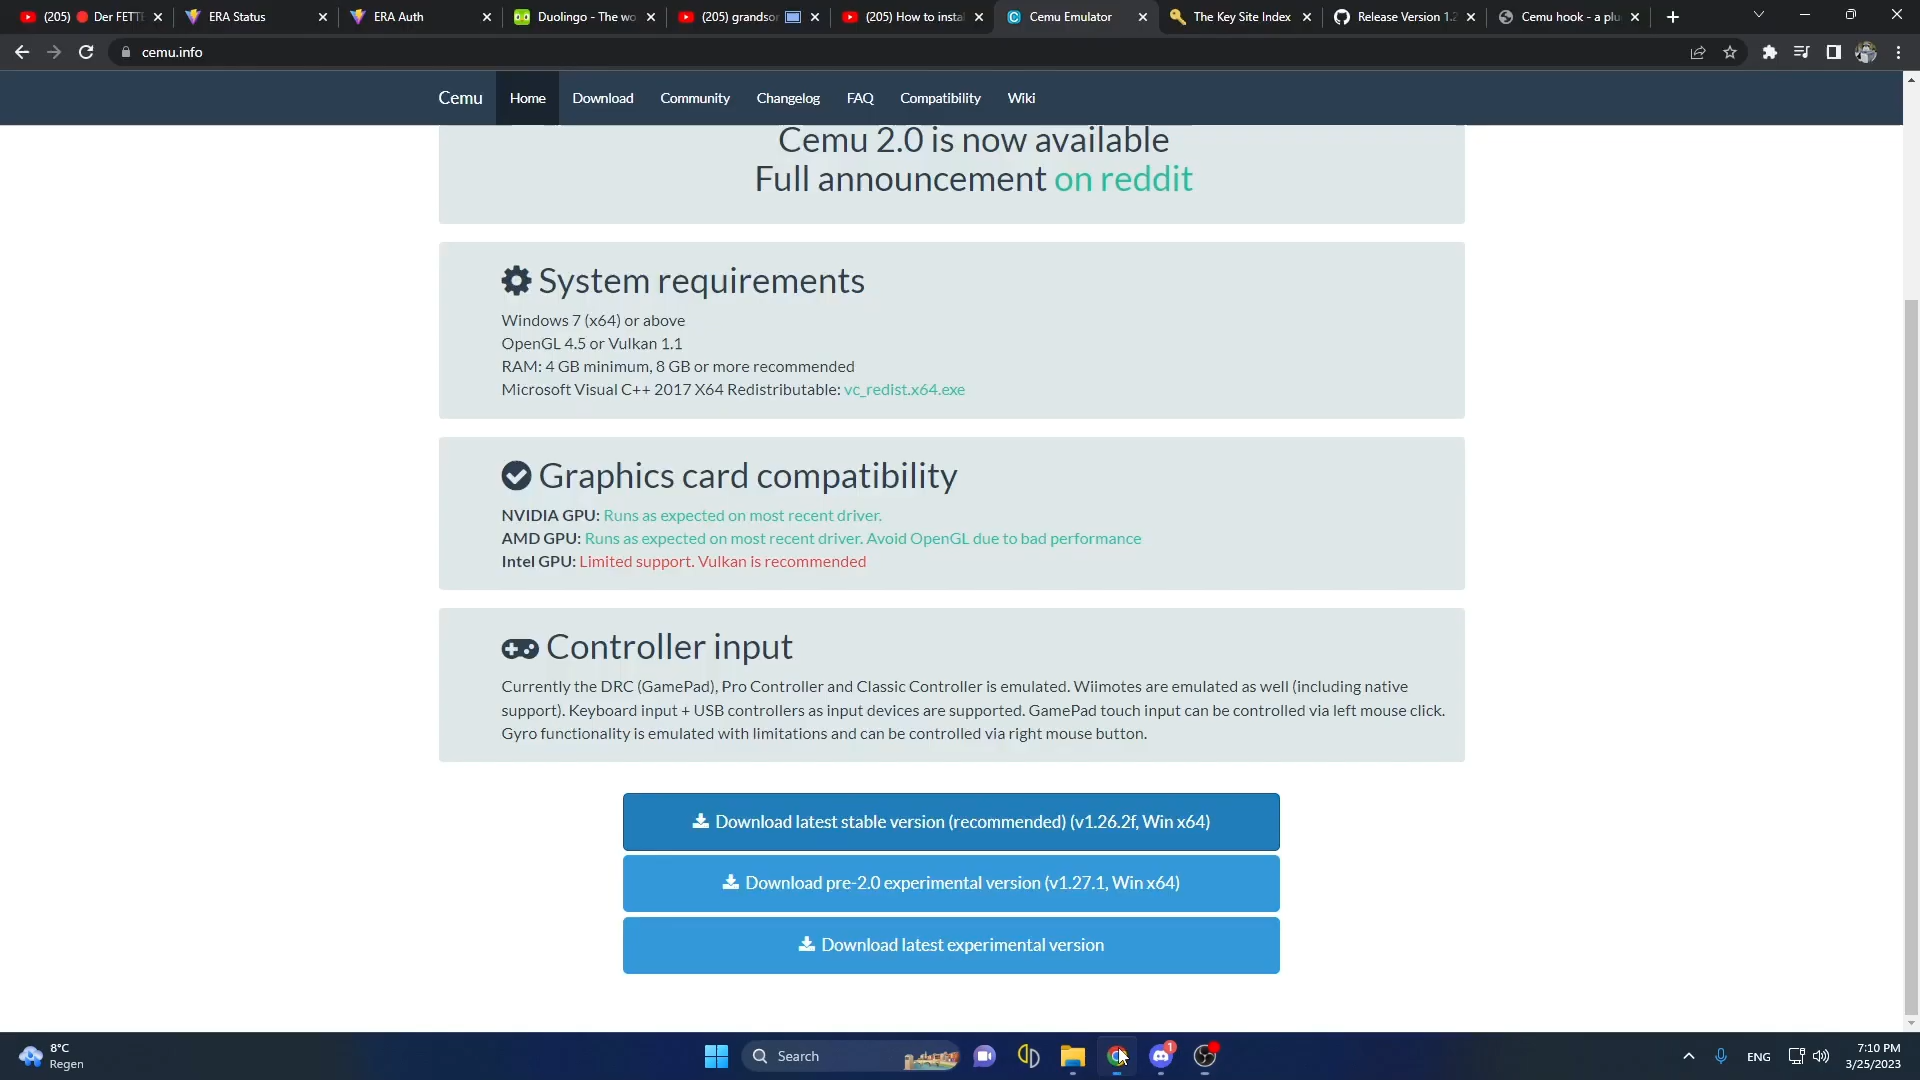 (205) 🔴 Der FETT
ERA Status
ERA Auth
Duolingo - The wo
(205) grandsor
(205) How to insta
Cemu Emulator
The Key Site Index
Release Version 1.2
Cemu hook - a plu
cemu.info
Cemu
Home
Download
Community
Changelog
FAQ
Compatibility
Wiki
Cemu 2.0 is now available
Full announcement on reddit
System requirements
Windows 7 (x64) or above
OpenGL 4.5 or Vulkan 1.1
RAM: 4 GB minimum, 8 GB or more recommended
Microsoft Visual C++ 2017 X64 Redistributable: vc_redist.x64.exe
Graphics card compatibility
NVIDIA GPU: Runs as expected on most recent driver.
AMD GPU: Runs as expected on most recent driver. Avoid OpenGL due to bad performance
Intel GPU: Limited support. Vulkan is recommended
Controller input
Currently the DRC (GamePad), Pro Controller and Classic Controller is emulated. Wiimotes are emulated as well (including native
support). Keyboard input + USB controllers as input devices are supported. GamePad touch input can be controlled via left mouse click.
Gyro functionality is emulated with limitations and can be controlled via right mouse button.
Download latest stable version (recommended) (v1.26.2f, Win x64)
Download pre-2.0 experimental version (v1.27.1, Win x64)
Download latest experimental version
8°C
Regen
Search
1
ENG
7:10 PM
3/25/2023